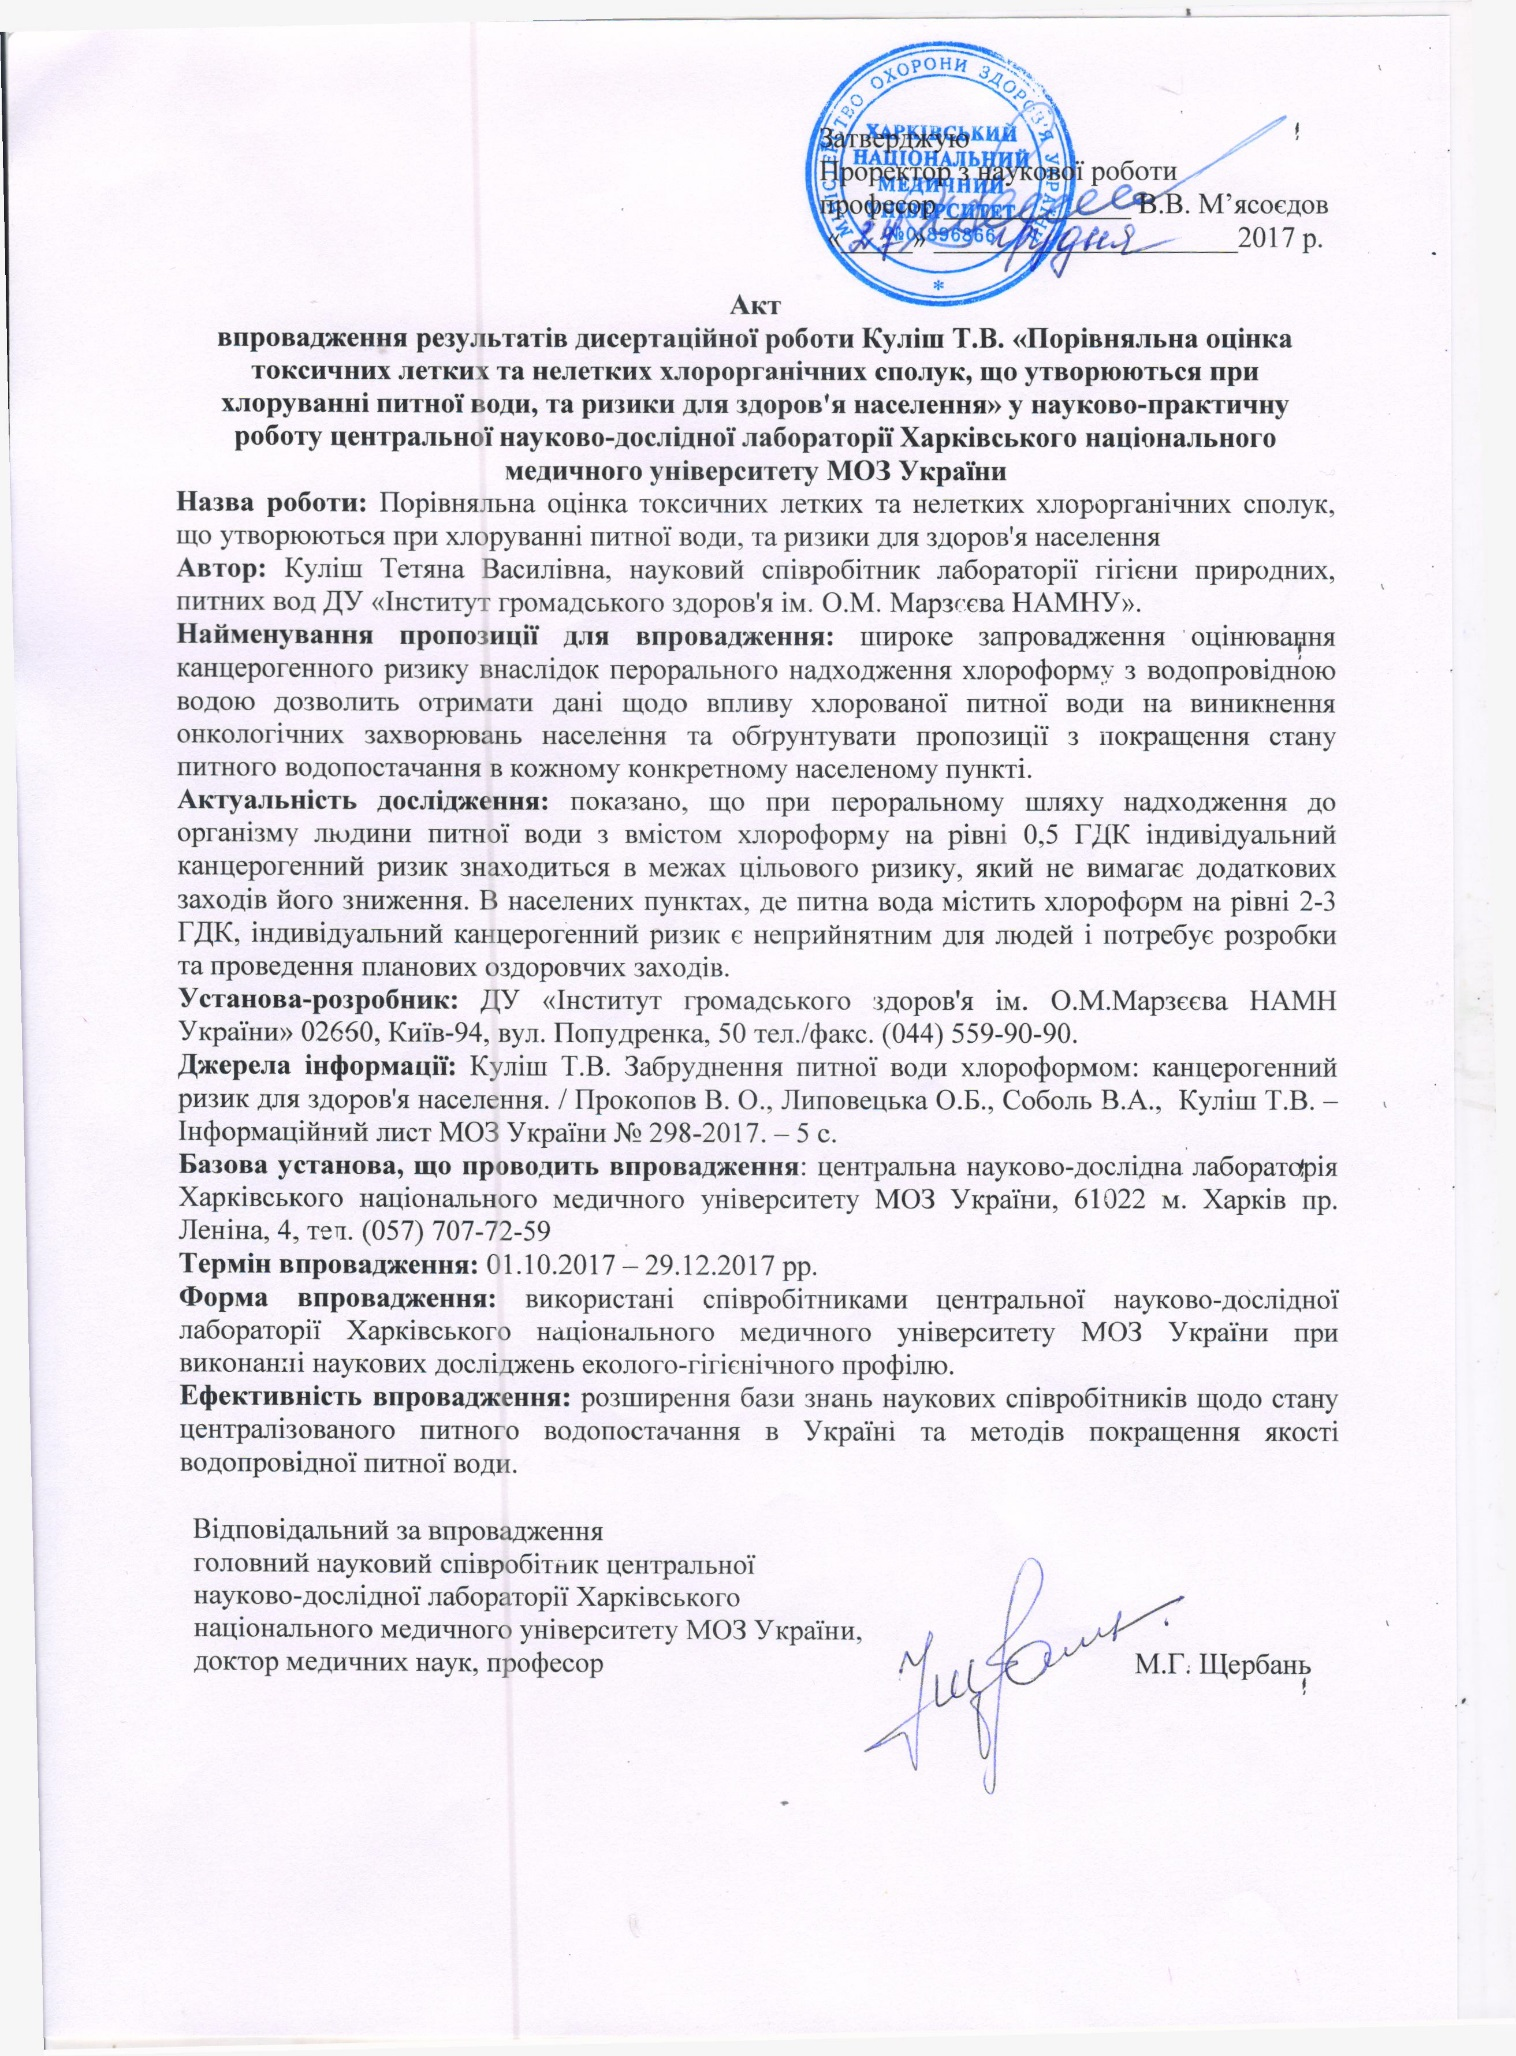 МІНІСТЕРСТВО ОХОРОНИ ЗДОРОВ'Я УКРАЇНИ
ХАРКІВСЬКИЙ
НАЦІОНАЛЬНИЙ
МЕДИЧНИЙ
УНІВЕРСИТЕТ
№01896866
*
Затверджую
Проректор з наукової роботи
професор ______________ В.В. М’ясоєдов
«27» грудня 2017 р.
Акт
впровадження результатів дисертаційної роботи Куліш Т.В. «Порівняльна оцінка
токсичних летких та нелетких хлорорганічних сполук, що утворюються при
хлоруванні питної води, та ризики для здоров'я населення» у науково-практичну
роботу центральної науково-дослідної лабораторії Харківського національного
медичного університету МОЗ України
Назва роботи: Порівняльна оцінка токсичних летких та нелетких хлорорганічних сполук,
що утворюються при хлоруванні питної води, та ризики для здоров'я населення
Автор: Куліш Тетяна Василівна, науковий співробітник лабораторії гігієни природних,
питних вод ДУ «Інститут громадського здоров'я ім. О.М. Марзєєва НАМНУ».
Найменування пропозиції для впровадження: широке запровадження оцінювання
канцерогенного ризику внаслідок перорального надходження хлороформу з водопровідною
водою дозволить отримати дані щодо впливу хлорованої питної води на виникнення
онкологічних захворювань населення та обґрунтувати пропозиції з покращення стану
питного водопостачання в кожному конкретному населеному пункті.
Актуальність дослідження: показано, що при пероральному шляху надходження до
організму людини питної води з вмістом хлороформу на рівні 0,5 ГДК індивідуальний
канцерогенний ризик знаходиться в межах цільового ризику, який не вимагає додаткових
заходів його зниження. В населених пунктах, де питна вода містить хлороформ на рівні 2-3
ГДК, індивідуальний канцерогенний ризик є неприйнятним для людей і потребує розробки
та проведення планових оздоровчих заходів.
Установа-розробник: ДУ «Інститут громадського здоров'я ім. О.М.Марзєєва НАМН
України» 02660, Київ-94, вул. Попудренка, 50 тел./факс. (044) 559-90-90.
Джерела інформації: Куліш Т.В. Забруднення питної води хлороформом: канцерогенний
ризик для здоров'я населення. / Прокопов В. О., Липовецька О.Б., Соболь В.А., Куліш Т.В. –
Інформаційний лист МОЗ України № 298-2017. – 5 с.
Базова установа, що проводить впровадження: центральна науково-дослідна лабораторія
Харківського національного медичного університету МОЗ України, 61022 м. Харків пр.
Леніна, 4, тел. (057) 707-72-59
Термін впровадження: 01.10.2017 – 29.12.2017 рр.
Форма впровадження: використані співробітниками центральної науково-дослідної
лабораторії Харківського національного медичного університету МОЗ України при
виконанні наукових досліджень еколого-гігієнічного профілю.
Ефективність впровадження: розширення бази знань наукових співробітників щодо стану
централізованого питного водопостачання в Україні та методів покращення якості
водопровідної питної води.
Відповідальний за впровадження
головний науковий співробітник центральної
науково-дослідної лабораторії Харківського
національного медичного університету МОЗ України,
доктор медичних наук, професор М.Г. Щербань